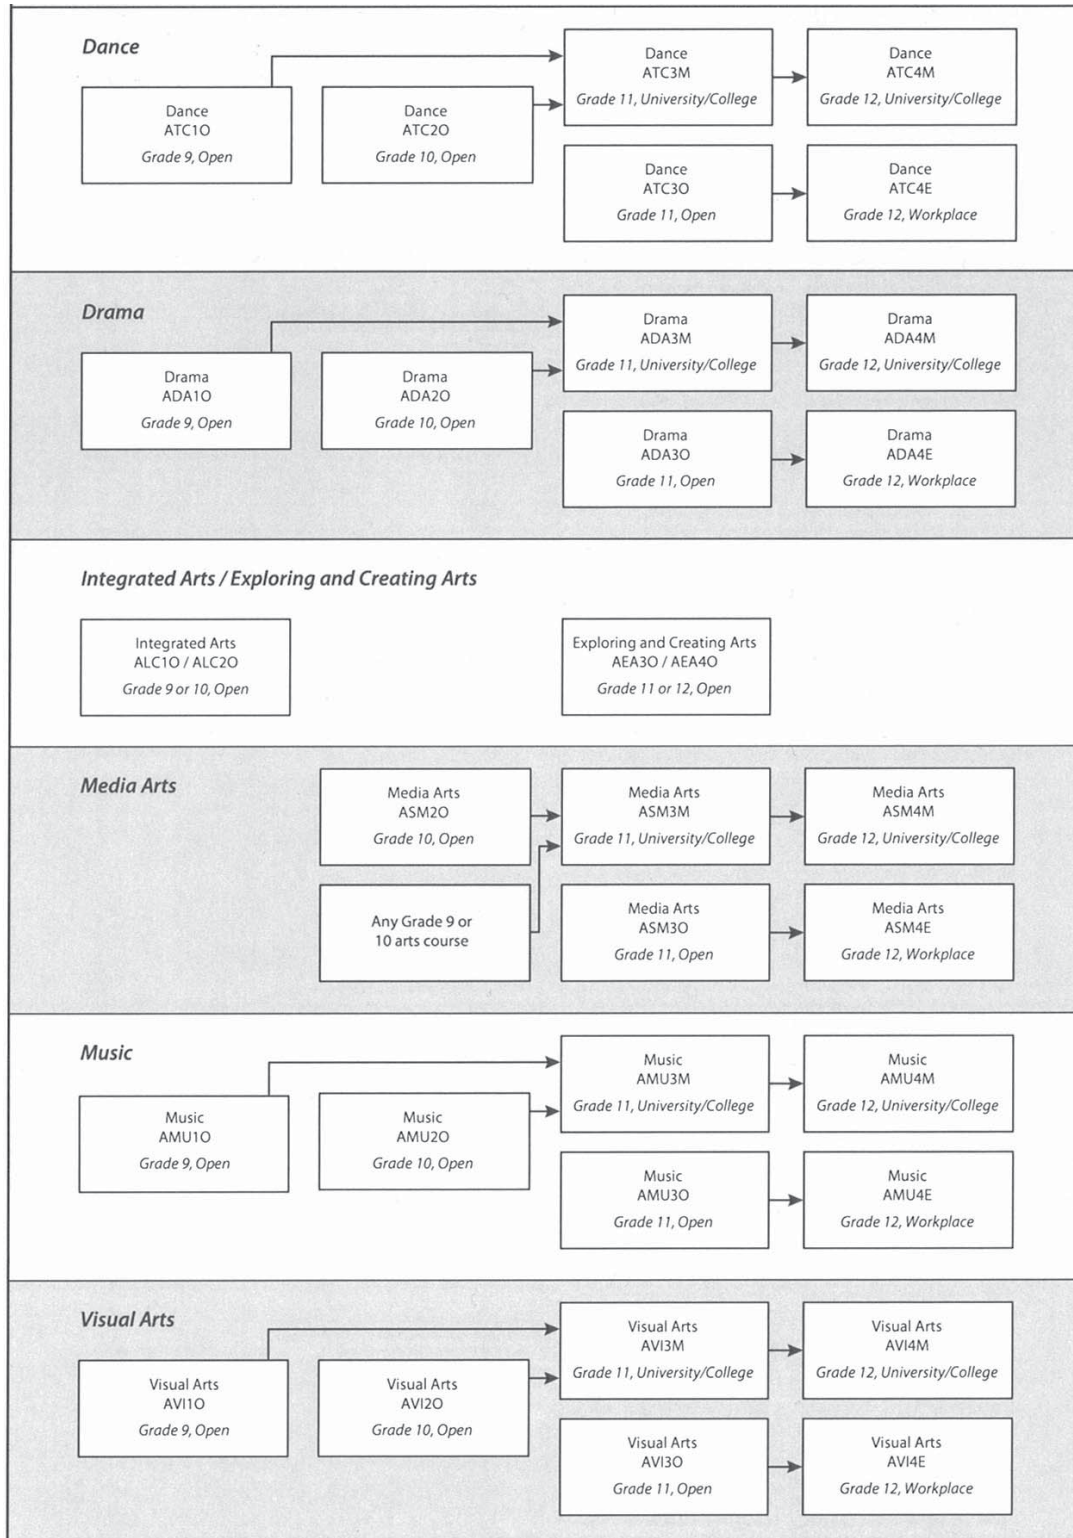 Dance
Dance
ATC1O
Grade 9, Open
Dance
ATC2O
Grade 10, Open
Dance
ATC3M
Grade 11, University/College
Dance
ATC4M
Grade 12, University/College
Dance
ATC3O
Grade 11, Open
Dance
ATC4E
Grade 12, Workplace
Drama
Drama
ADA1O
Grade 9, Open
Drama
ADA2O
Grade 10, Open
Drama
ADA3M
Grade 11, University/College
Drama
ADA4M
Grade 12, University/College
Drama
ADA3O
Grade 11, Open
Drama
ADA4E
Grade 12, Workplace
Integrated Arts / Exploring and Creating Arts
Integrated Arts
ALC1O / ALC2O
Grade 9 or 10, Open
Exploring and Creating Arts
AEA3O / AEA4O
Grade 11 or 12, Open
Media Arts
Media Arts
ASM2O
Grade 10, Open
Media Arts
ASM3M
Grade 11, University/College
Media Arts
ASM4M
Grade 12, University/College
Any Grade 9 or
10 arts course
Media Arts
ASM3O
Grade 11, Open
Media Arts
ASM4E
Grade 12, Workplace
Music
Music
AMU1O
Grade 9, Open
Music
AMU2O
Grade 10, Open
Music
AMU3M
Grade 11, University/College
Music
AMU4M
Grade 12, University/College
Music
AMU3O
Grade 11, Open
Music
AMU4E
Grade 12, Workplace
Visual Arts
Visual Arts
AVI1O
Grade 9, Open
Visual Arts
AVI2O
Grade 10, Open
Visual Arts
AVI3M
Grade 11, University/College
Visual Arts
AVI4M
Grade 12, University/College
Visual Arts
AVI3O
Grade 11, Open
Visual Arts
AVI4E
Grade 12, Workplace